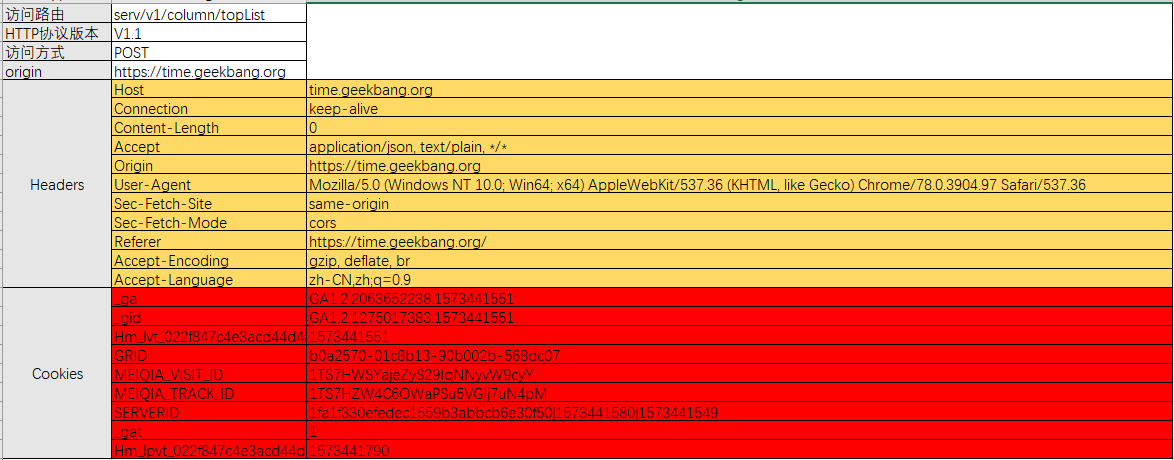 访问路由 serv/v1/column/topList
HTTP协议版本 V1.1
访问方式 POST
origin https://time.geekbang.org
Host time.geekbang.org
Connection keep-alive
Content-Length 0
Accept application/json, text/plain, */*
Origin https://time.geekbang.org
Headers User-Agent Mozilla/5.0 (Windows NT 10.0; Win64; x64) AppleWebKit/537.36 (KHTML, like Gecko) Chrome/78.0.3904.97 Safari/537.36
Sec-Fetch-Site same-origin
Sec-Fetch-Mode cors
Referer https://time.geekbang.org/
Accept-Encoding gzip, deflate, br
Accept-Language zh-CN,zh;q=0.9
_ga GA1.2.2063652238.1573441551
_gid GA1.2.1275017383.1573441551
Hm_lvt_022f847c4e3acd44d4 1573441551
GRID b0a2570-01c8b13-90b002b-568dc07
Cookies MEIQIA_VISIT_ID 1TS7HWSYajeZyS29IqNNyvW9cyY
MEIQIA_TRACK_ID 1TS7HZW4C6OWaPSu5VGlj7uN4pM
SERVERID 1fa1f330efedec1559b3abbcb6e30f50|1573441580|1573441549
_gat 1
Hm_lpvt_022f847c4e3acd44d 1573441790